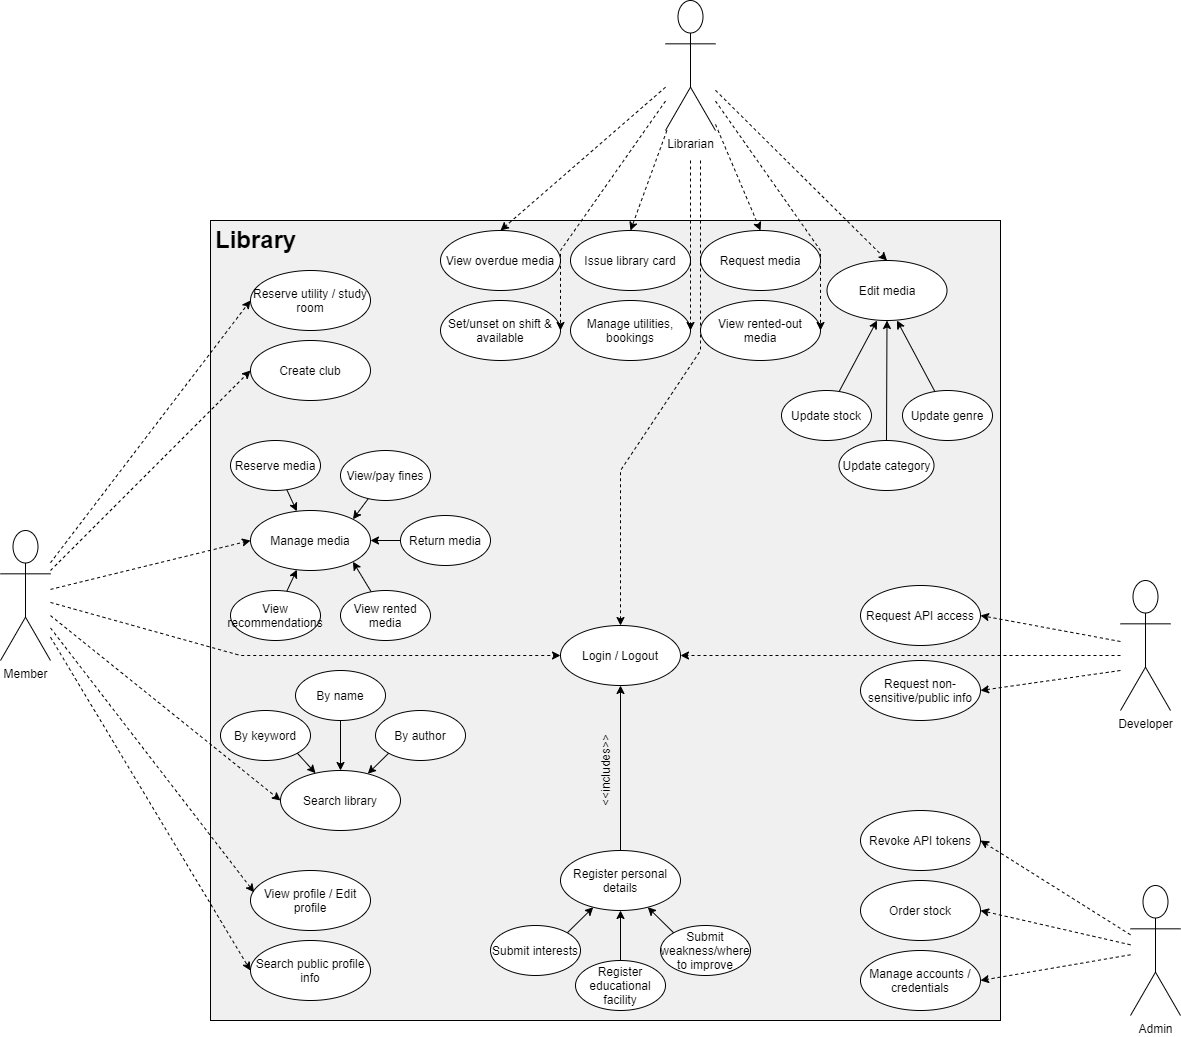 Librarian
Library
View overdue media
Issue library card
Request media
Edit media
Reserve utility / study
room
Set/unset on shift &
available
Manage utilities,
bookings
View rented-out
media
Create club
Update stock
Update genre
Update category
Reserve media
View/pay fines
Manage media
Return media
View
recommendations
View rented
media
Member
Login / Logout
Request API access
Request non-
sensitive/public info
Developer
By name
By keyword
By author
Search library
<<includes>>
Revoke API tokens
Register personal
details
View profile / Edit
profile
Order stock
Submit interests
Submit
weakness/where
to improve
Register
educational
facility
Search public profile
info
Manage accounts /
credentials
Admin